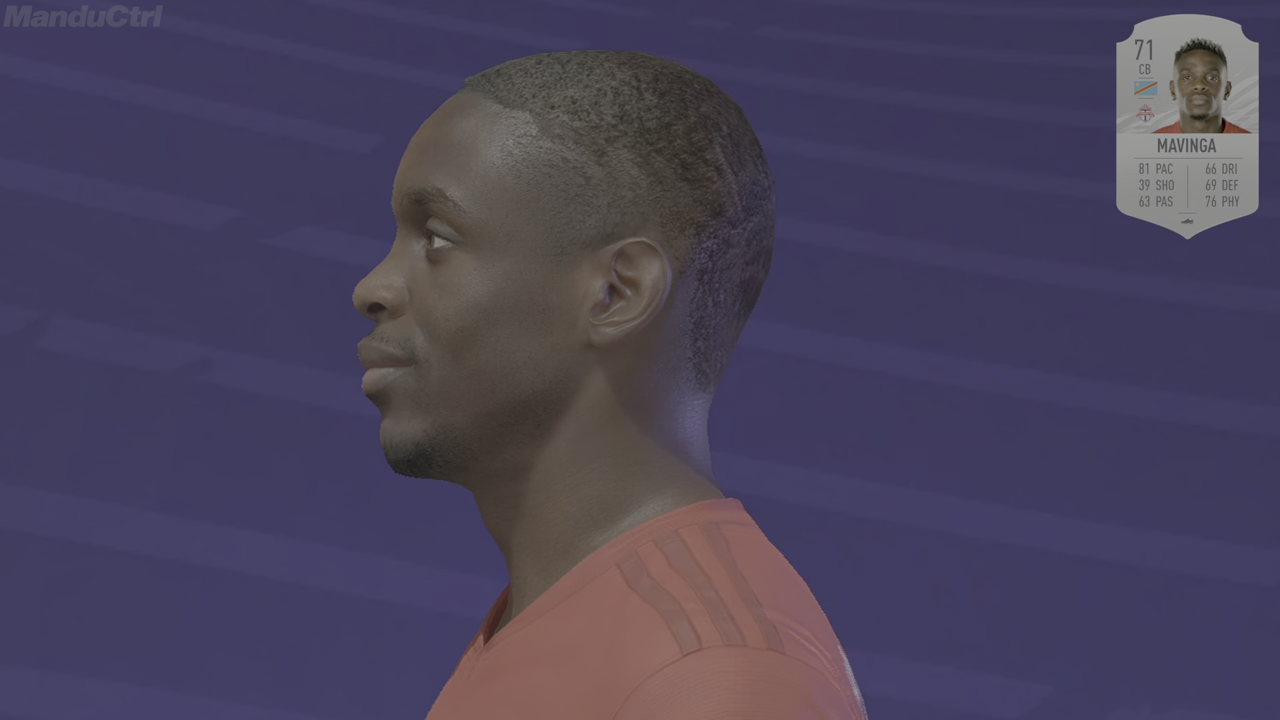 ManduCtrl
71
CB
MAVINGA
81 PAC 66 DRI
39 SHO 69 DEF
63 PAS 76 PHY